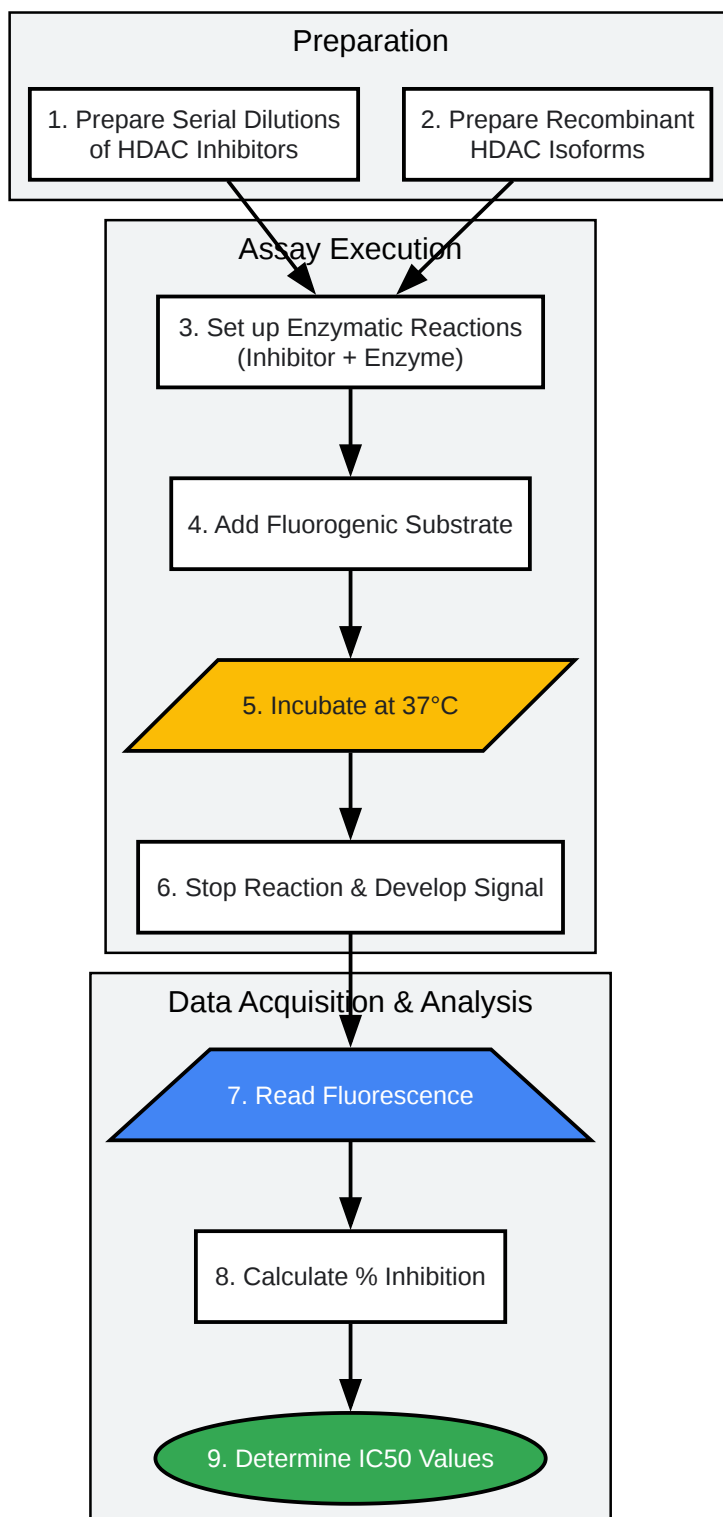 Preparation
1. Prepare Serial Dilutions
of HDAC Inhibitors
2. Prepare Recombinant
HDAC Isoforms
Assay Execution
3. Set up Enzymatic Reactions
(Inhibitor + Enzyme)
4. Add Fluorogenic Substrate
5. Incubate at 37°C
6. Stop Reaction & Develop Signal
Data Acquisition & Analysis
7. Read Fluorescence
8. Calculate % Inhibition
9. Determine IC50 Values